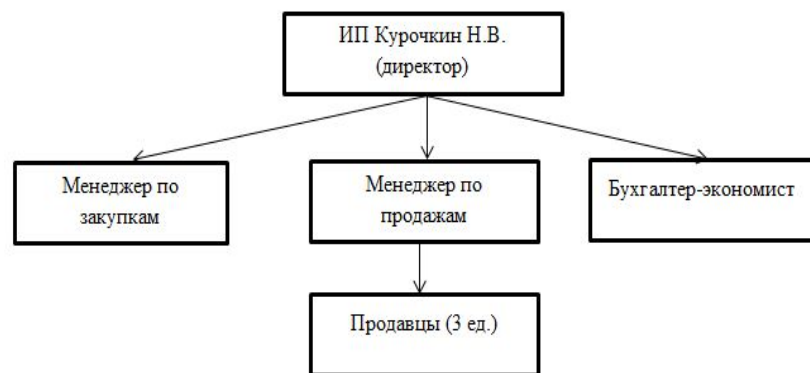 ИП Курочкин Н.В.
(директор)
Менеджер по
закупкам
Менеджер по
продажам
Бухгалтер-экономист
Продавцы (3 ед.)